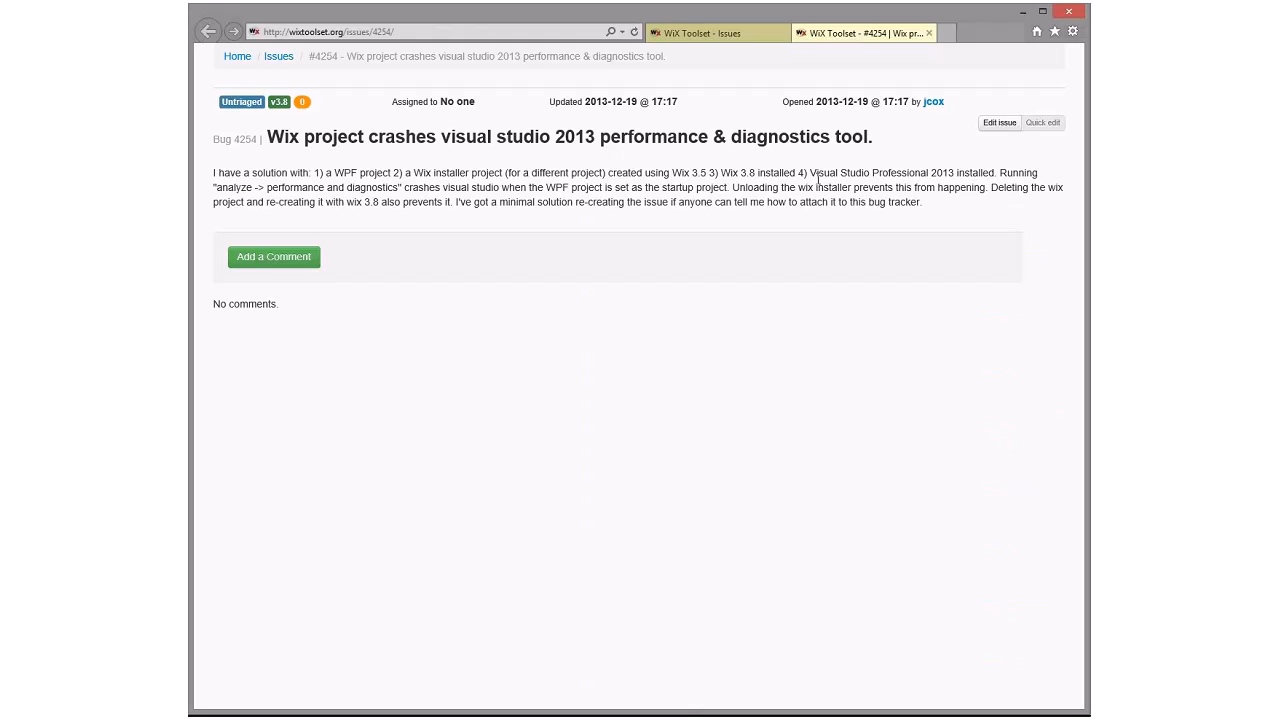 http://wixtoolset.org/issues/4254/
WiX Toolset - Issues
WiX Toolset - #4254 | Wix pr...
Home / Issues / #4254 - Wix project crashes visual studio 2013 performance & diagnostics tool.
Untriaged v3.8 0 Assigned to No one Updated 2013-12-19 @ 17:17 Opened 2013-12-19 @ 17:17 by jcox
Edit issue Quick edit
Bug 4254 | Wix project crashes visual studio 2013 performance & diagnostics tool.
I have a solution with: 1) a WPF project 2) a Wix installer project (for a different project) created using Wix 3.5 3) Wix 3.8 installed 4) Visual Studio Professional 2013 installed. Running
"analyze -> performance and diagnostics" crashes visual studio when the WPF project is set as the startup project. Unloading the wix installer prevents this from happening. Deleting the wix
project and re-creating it with wix 3.8 also prevents it. I've got a minimal solution re-creating the issue if anyone can tell me how to attach it to this bug tracker.
Add a Comment
No comments.